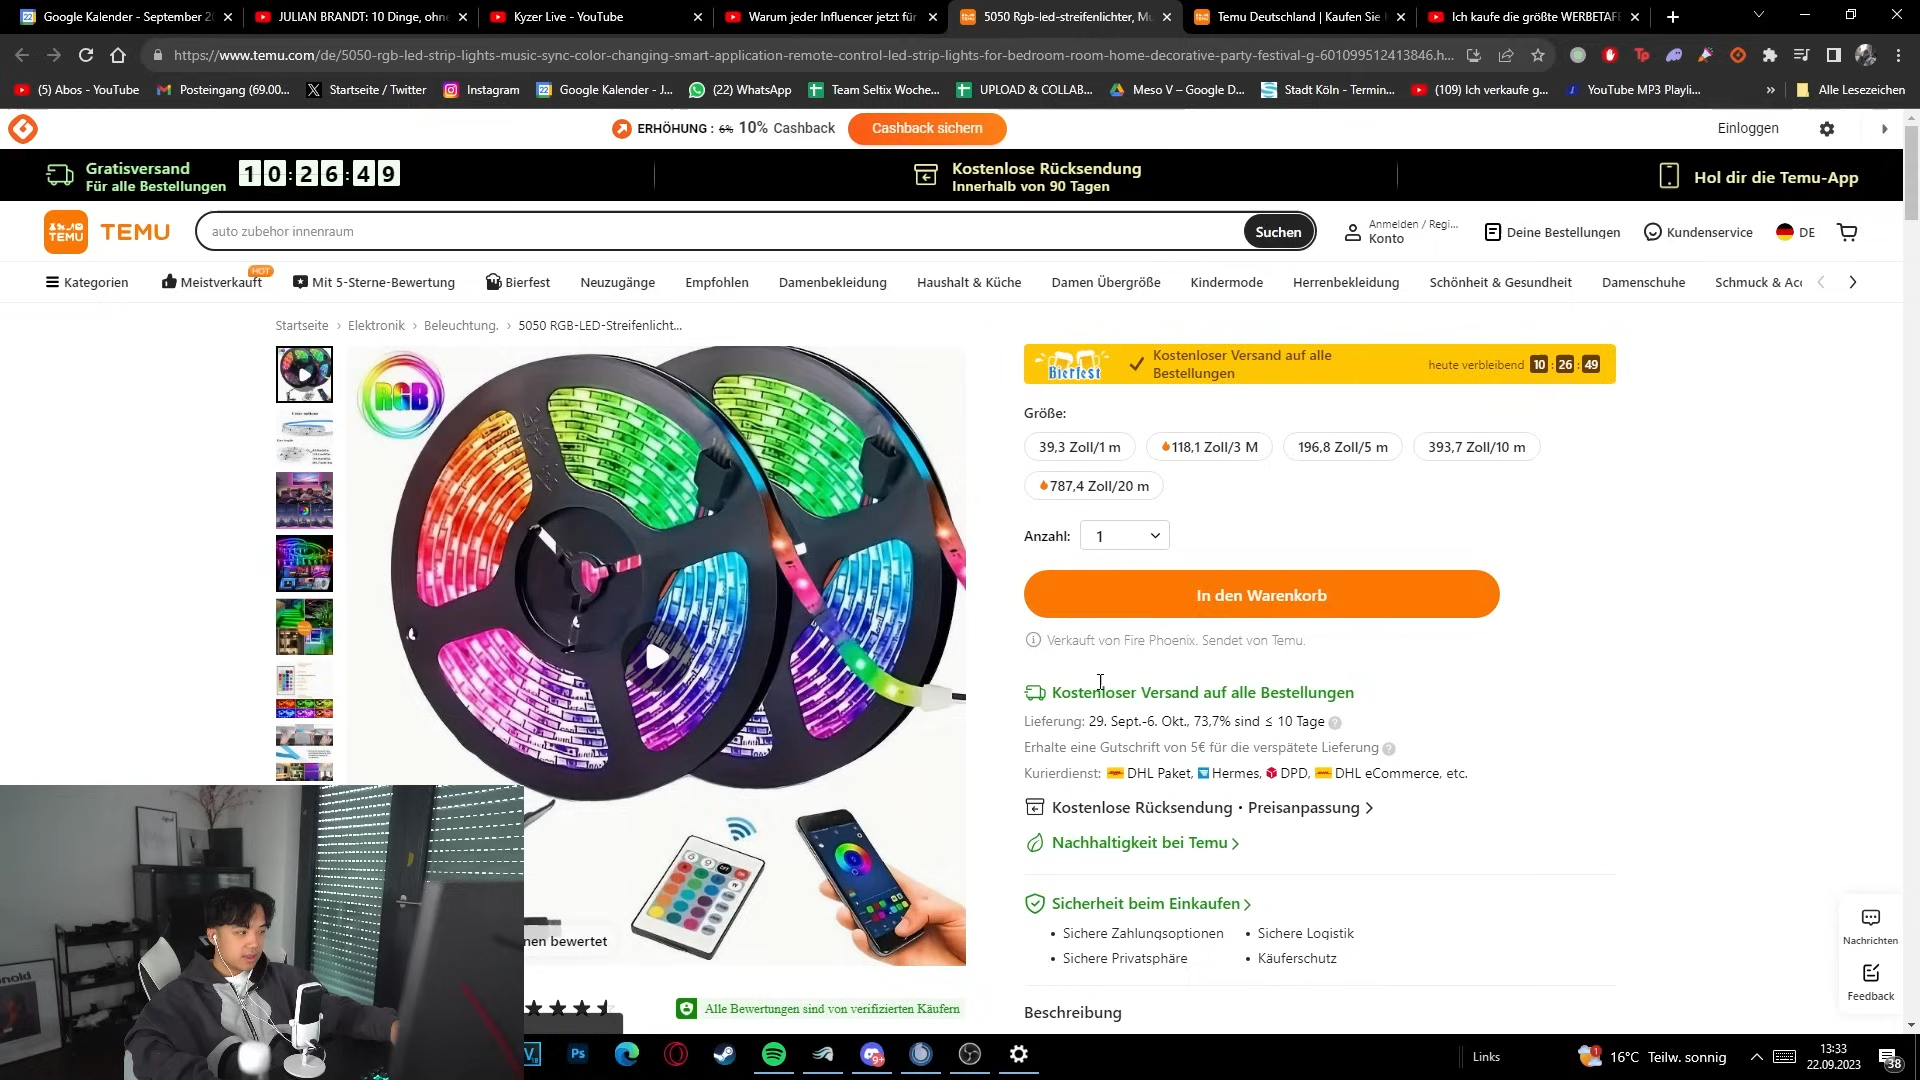 Google Kalender - September 2
JULIAN BRANDT: 10 Dinge, ohne
Kyzer Live - YouTube
Warum jeder Influencer jetzt für
5050 Rgb-led-streifenlichter, Mu
Temu Deutschland | Kaufen Sie
Ich kaufe die größte WERBETAFE
https://www.temu.com/de/5050-rgb-led-strip-lights-music-sync-color-changing-smart-application-remote-control-led-strip-lights-for-bedroom-room-home-decorative-party-festival-g-601099512413846.h...
(5) Abos - YouTube
Posteingang (69.00...
Startseite / Twitter
Instagram
Google Kalender - J...
(22) WhatsApp
Team Seltix Woche...
UPLOAD & COLLAB...
Meso V – Google D...
Stadt Köln - Termin...
(109) Ich verkaufe g...
YouTube MP3 Playli...
»
Alle Lesezeichen
ERHÖHUNG : 6% 10% Cashback
Cashback sichern
Einloggen
Gratisversand
Für alle Bestellungen
10:26:49
Kostenlose Rücksendung
Innerhalb von 90 Tagen
Hol dir die Temu-App
TEMU
TEMU
auto zubehor innenraum
Suchen
Anmelden / Regi...
Konto
Deine Bestellungen
Kundenservice
DE
Kategorien
HOT
Meistverkauft
Mit 5-Sterne-Bewertung
Bierfest
Neuzugänge
Empfohlen
Damenbekleidung
Haushalt & Küche
Damen Übergröße
Kindermode
Herrenbekleidung
Schönheit & Gesundheit
Damenschuhe
Schmuck & Acc
Startseite › Elektronik › Beleuchtung. › 5050 RGB-LED-Streifenlicht...
RGB
Bierfest
Kostenloser Versand auf alle
Bestellungen
heute verbleibend 10 : 26 : 49
Größe:
39,3 Zoll/1 m
118,1 Zoll/3 M
196,8 Zoll/5 m
393,7 Zoll/10 m
787,4 Zoll/20 m
Anzahl: 1
In den Warenkorb
Verkauft von Fire Phoenix. Sendet von Temu.
Kostenloser Versand auf alle Bestellungen
Lieferung: 29. Sept.-6. Okt., 73,7% sind ≤ 10 Tage
Erhalte eine Gutschrift von 5€ für die verspätete Lieferung
Kurierdienst: DHL Paket, Hermes, DPD, DHL eCommerce, etc.
Kostenlose Rücksendung • Preisanpassung
Nachhaltigkeit bei Temu
Sicherheit beim Einkaufen
• Sichere Zahlungsoptionen
• Sichere Logistik
• Sichere Privatsphäre
• Käuferschutz
Beschreibung
nen bewertet
Alle Bewertungen sind von verifizierten Käufern
Nachrichten
Feedback
Ps
9+
Links
16°C Teilw. sonnig
13:33
22.09.2023
38